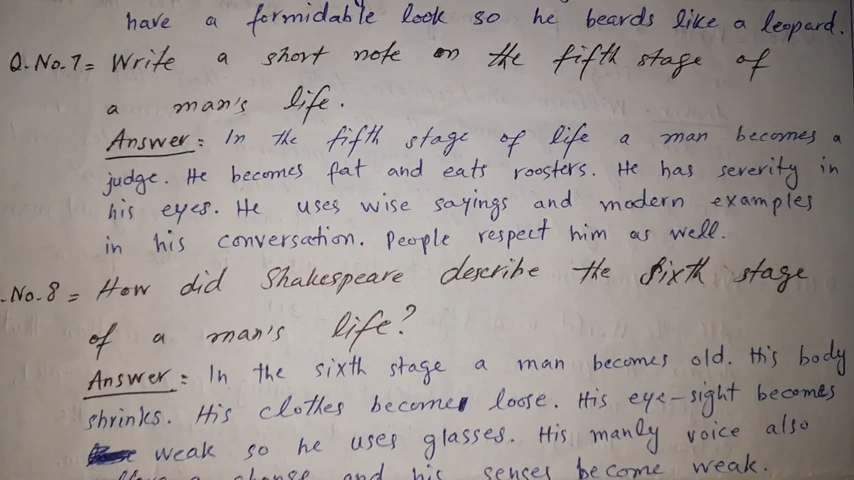 have a formidable look so he beards like a leopard.
Q.No.7= Write a short note on the fifth stage of
a man's life.
Answer: In the fifth stage of life a man becomes a
judge. He becomes fat and eats roosters. He has severity in
his eyes. He uses wise sayings and modern examples
in his conversation. People respect him as well.
.No.8 = How did Shakespeare describe the sixth stage
of a man's life?
Answer: In the sixth stage a man becomes old. His body
shrinks. His clothes become loose. His eye-sight becomes
weak so he uses glasses. His manly voice also
a change and his senses become weak.